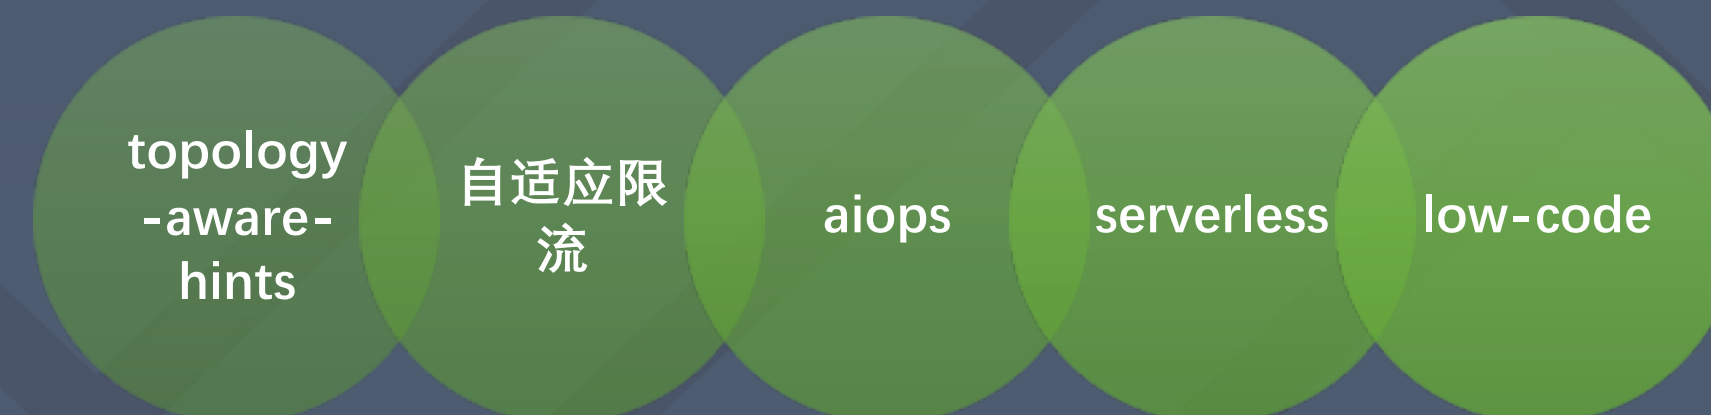 topology
-aware-
hints
自适应限
流
aiops
serverless
low-code